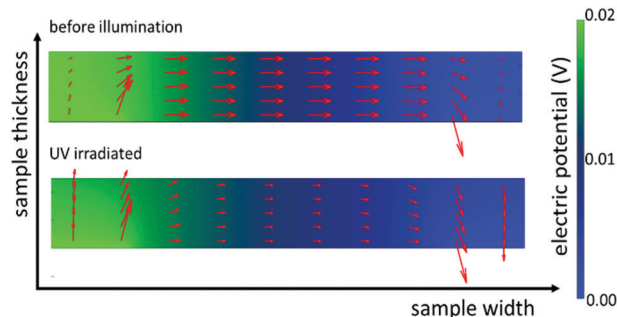 before illumination
UV irradiated
sample thickness
sample width
0.02
0.01
0.00
electric potential (V)